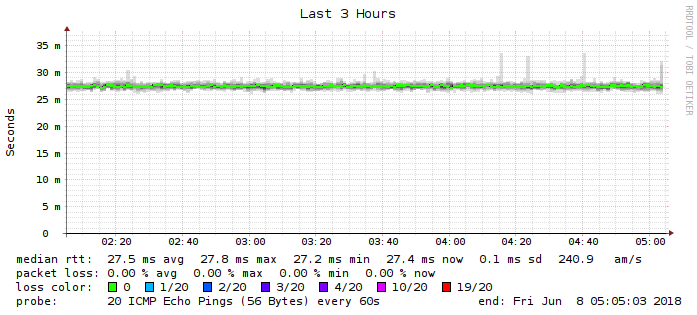 Last 3 Hours
RRDTOOL / TOBI OETIKER
Seconds
35 m
30 m
25 m
20 m
15 m
10 m
5 m
0
02:20 02:40 03:00 03:20 03:40 04:00 04:20 04:40 05:00
median rtt: 27.5 ms avg 27.8 ms max 27.2 ms min 27.4 ms now 0.1 ms sd 240.9 am/s
packet loss: 0.00 % avg 0.00 % max 0.00 % min 0.00 % now
loss color: 0 1/20 2/20 3/20 4/20 10/20 19/20
probe: 20 ICMP Echo Pings (56 Bytes) every 60s end: Fri Jun 8 05:05:03 2018